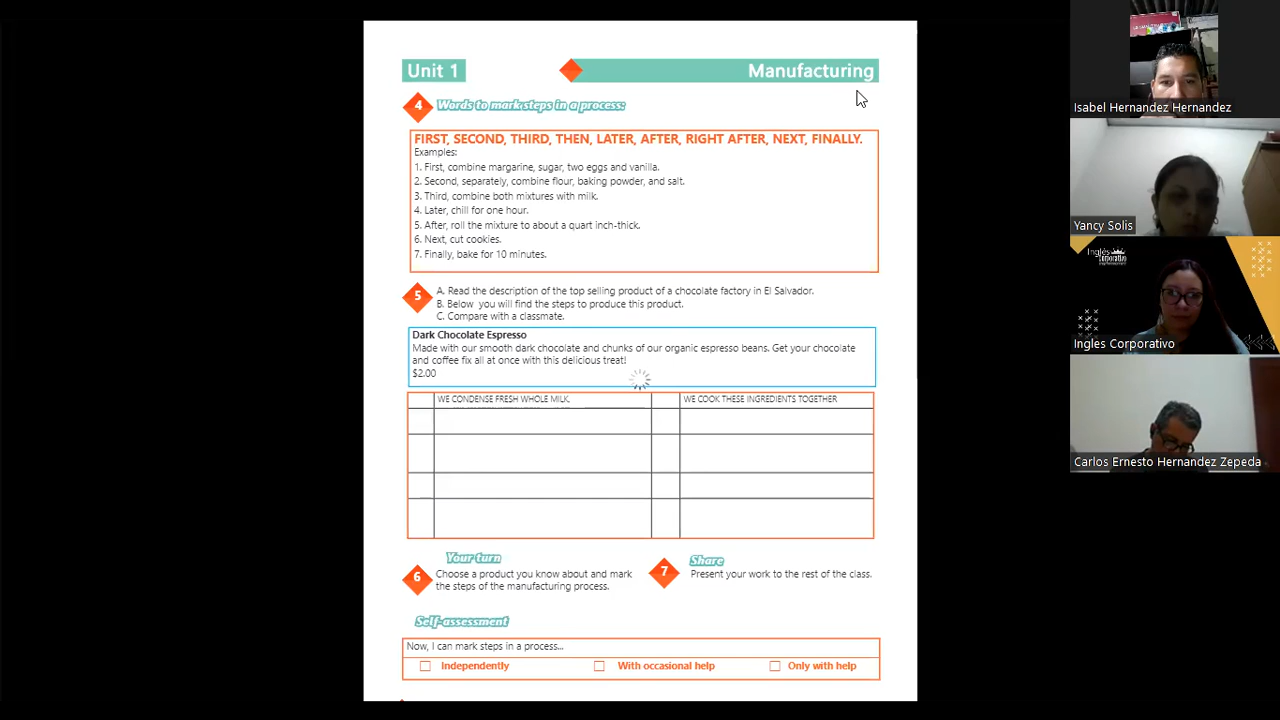 Unit 1
Manufacturing
4 Words to mark steps in a process:
FIRST, SECOND, THIRD, THEN, LATER, AFTER, RIGHT AFTER, NEXT, FINALLY.
Examples:
1. First, combine margarine, sugar, two eggs and vanilla.
2. Second, separately, combine flour, baking powder, and salt.
3. Third, combine both mixtures with milk.
4. Later, chill for one hour.
5. After, roll the mixture to about a quart inch-thick.
6. Next, cut cookies.
7. Finally, bake for 10 minutes.
5 A. Read the description of the top selling product of a chocolate factory in El Salvador.
B. Below you will find the steps to produce this product.
C. Compare with a classmate.
Dark Chocolate Espresso
Made with our smooth dark chocolate and chunks of our organic espresso beans. Get your chocolate
and coffee fix all at once with this delicious treat!
$2.00
WE CONDENSE FRESH WHOLE MILK.
WE COOK THESE INGREDIENTS TOGETHER
Your turn
6 Choose a product you know about and mark
the steps of the manufacturing process.
Share
7 Present your work to the rest of the class.
Self-assessment
Now, I can mark steps in a process...
Independently
With occasional help
Only with help
Isabel Hernandez Hernandez
Yancy Solis
Inglés
Corporativo
Ingles Corporativo
Carlos Ernesto Hernandez Zepeda